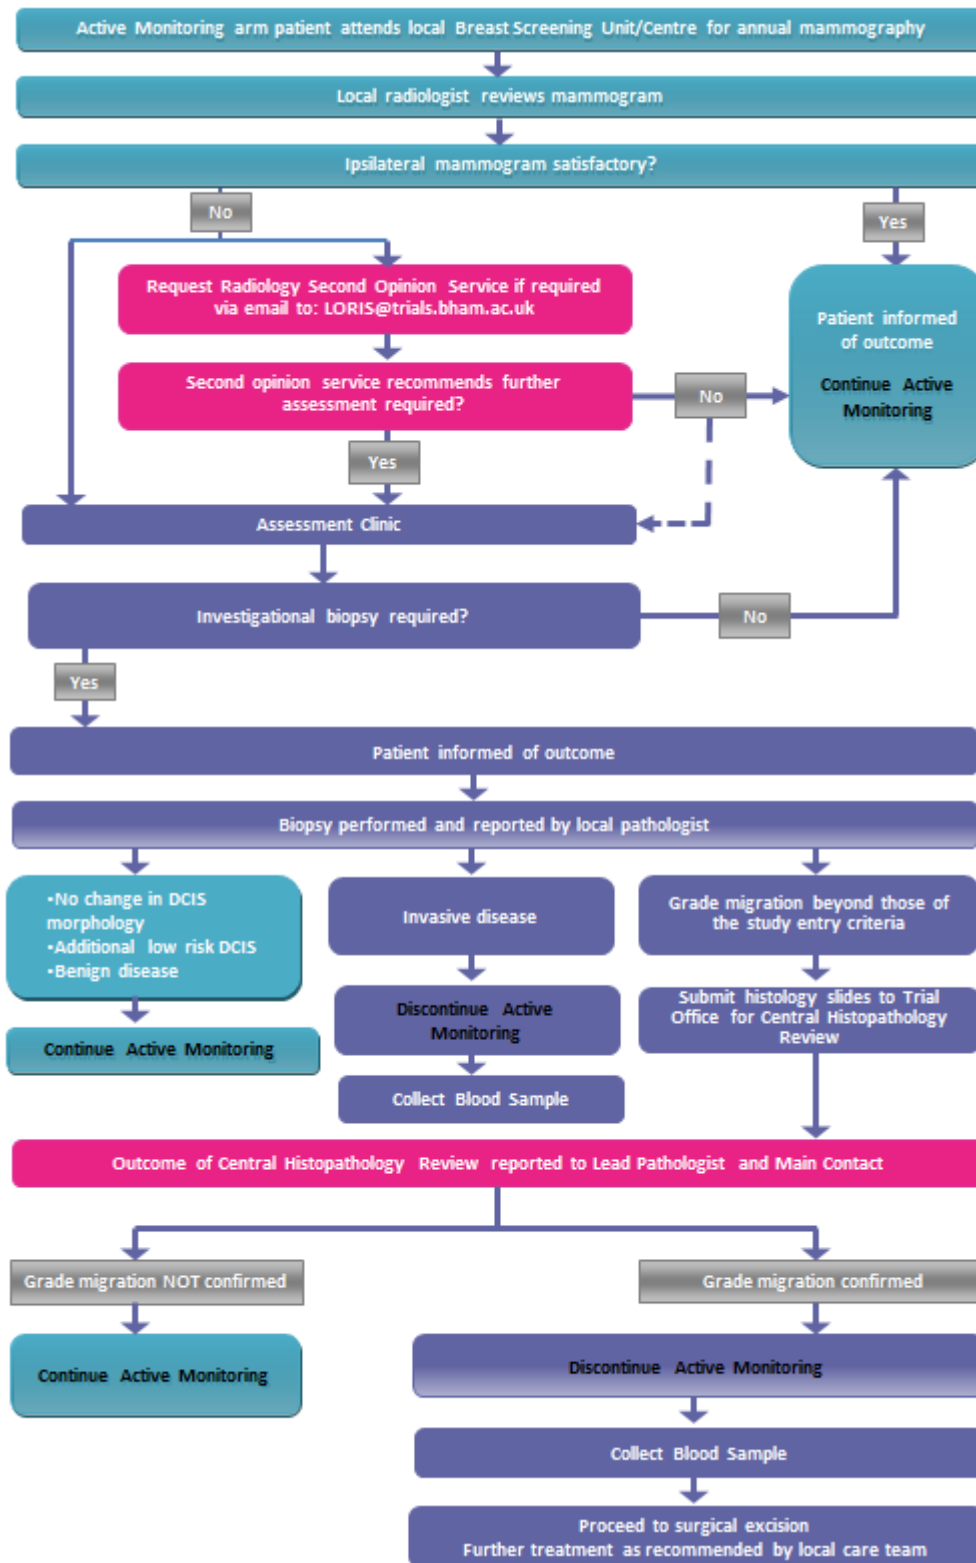 Active Monitoring arm patient attends local Breast Screening Unit/Centre for annual mammography
Local radiologist reviews mammogram
Ipsilateral mammogram satisfactory?
No
Yes
Request Radiology Second Opinion Service if required
via email to: LORIS@trials.bham.ac.uk
Patient informed
of outcome
Continue Active
Monitoring
Second opinion service recommends further
assessment required?
No
Yes
Assessment Clinic
Investigational biopsy required?
No
Yes
Patient informed of outcome
Biopsy performed and reported by local pathologist
•No change in DCIS
morphology
•Additional low risk DCIS
•Benign disease
Invasive disease
Grade migration beyond those of
the study entry criteria
Discontinue Active
Monitoring
Submit histology slides to Trial
Office for Central Histopathology
Review
Continue Active Monitoring
Collect Blood Sample
Outcome of Central Histopathology Review reported to Lead Pathologist and Main Contact
Grade migration NOT confirmed
Grade migration confirmed
Continue Active Monitoring
Discontinue Active Monitoring
Collect Blood Sample
Proceed to surgical excision
Further treatment as recommended by local care team